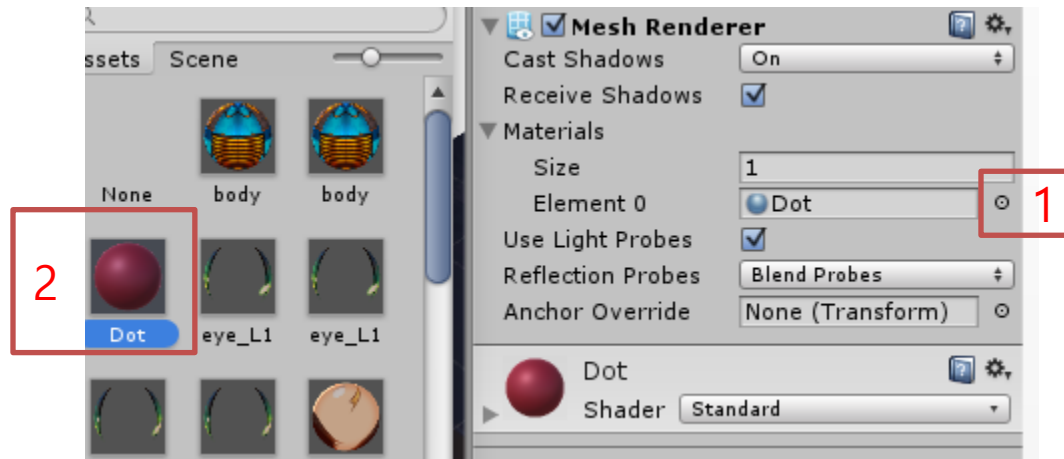 ssets Scene
None body body
2
Dot eye_L1 eye_L1
Mesh Renderer
Cast Shadows On
Receive Shadows
Materials
Size 1
Element 0 Dot
1
Use Light Probes
Reflection Probes Blend Probes
Anchor Override None (Transform)
Dot
Shader Standard